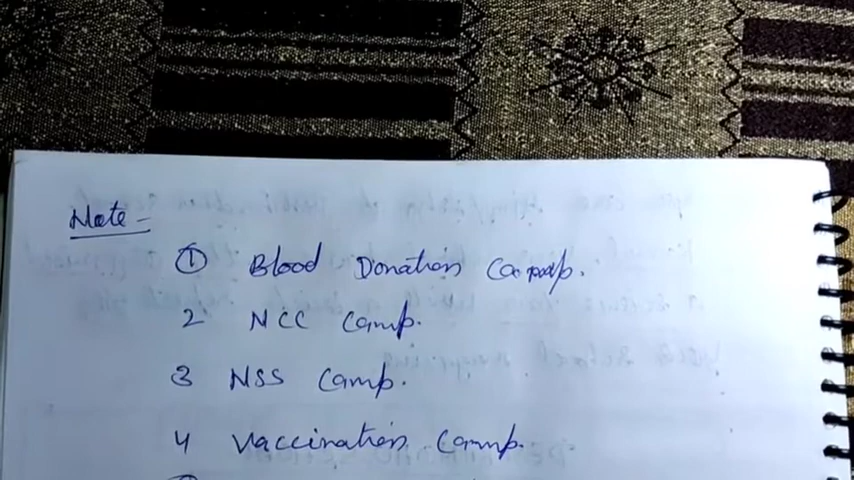 Note -
① Blood Donation Camp.
2 NCC Camp.
3 NSS Camp.
4 Vaccination Camp.